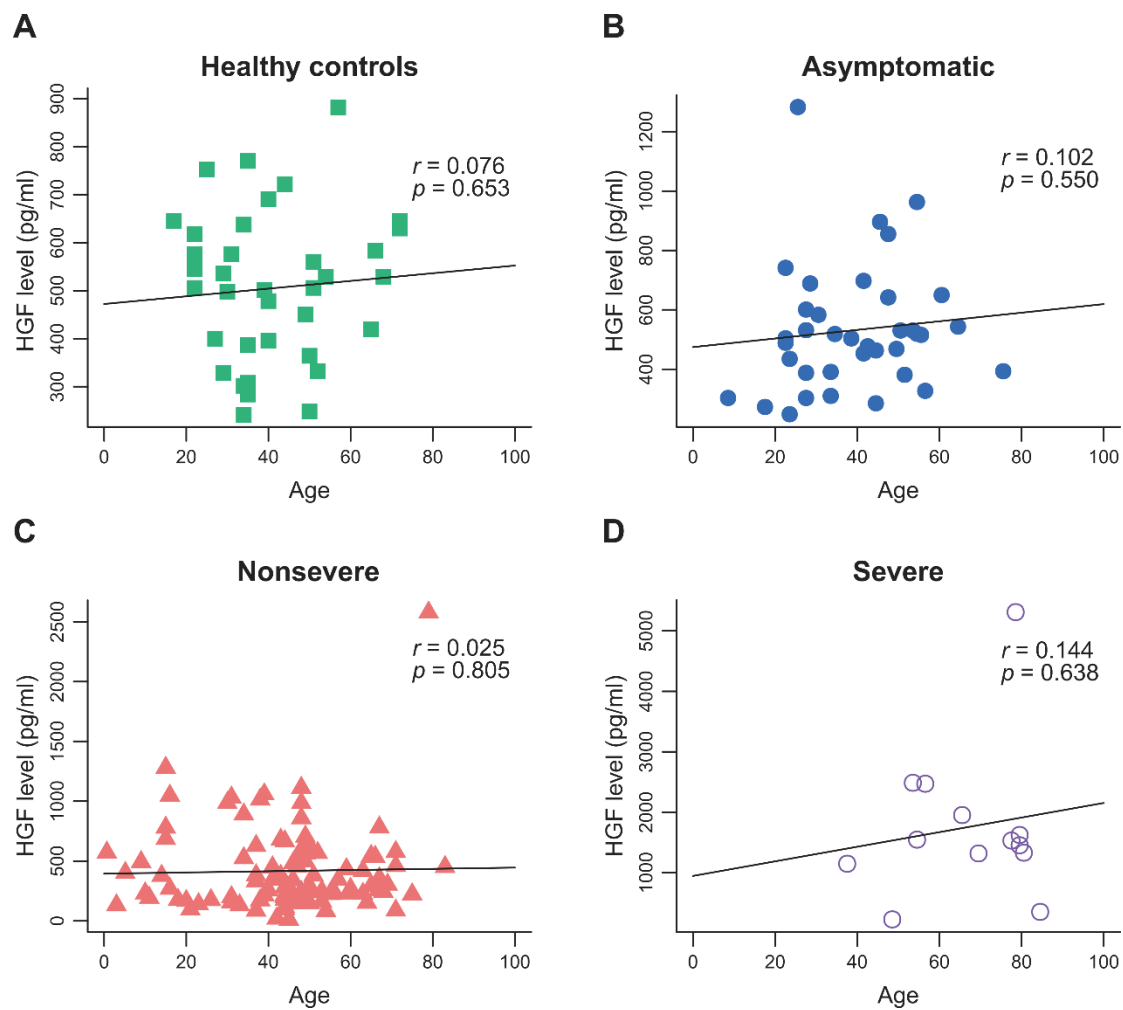 A
Healthy controls
HGF level (pg/ml)
900
800
700
600
500
400
300
r = 0.076
p = 0.653
0 20 40 60 80 100
Age
B
Asymptomatic
HGF level (pg/ml)
1200
1000
800
600
400
r = 0.102
p = 0.550
0 20 40 60 80 100
Age
C
Nonsevere
HGF level (pg/ml)
2500
2000
1500
1000
500
0
r = 0.025
p = 0.805
0 20 40 60 80 100
Age
D
Severe
HGF level (pg/ml)
5000
4000
3000
2000
1000
r = 0.144
p = 0.638
0 20 40 60 80 100
Age